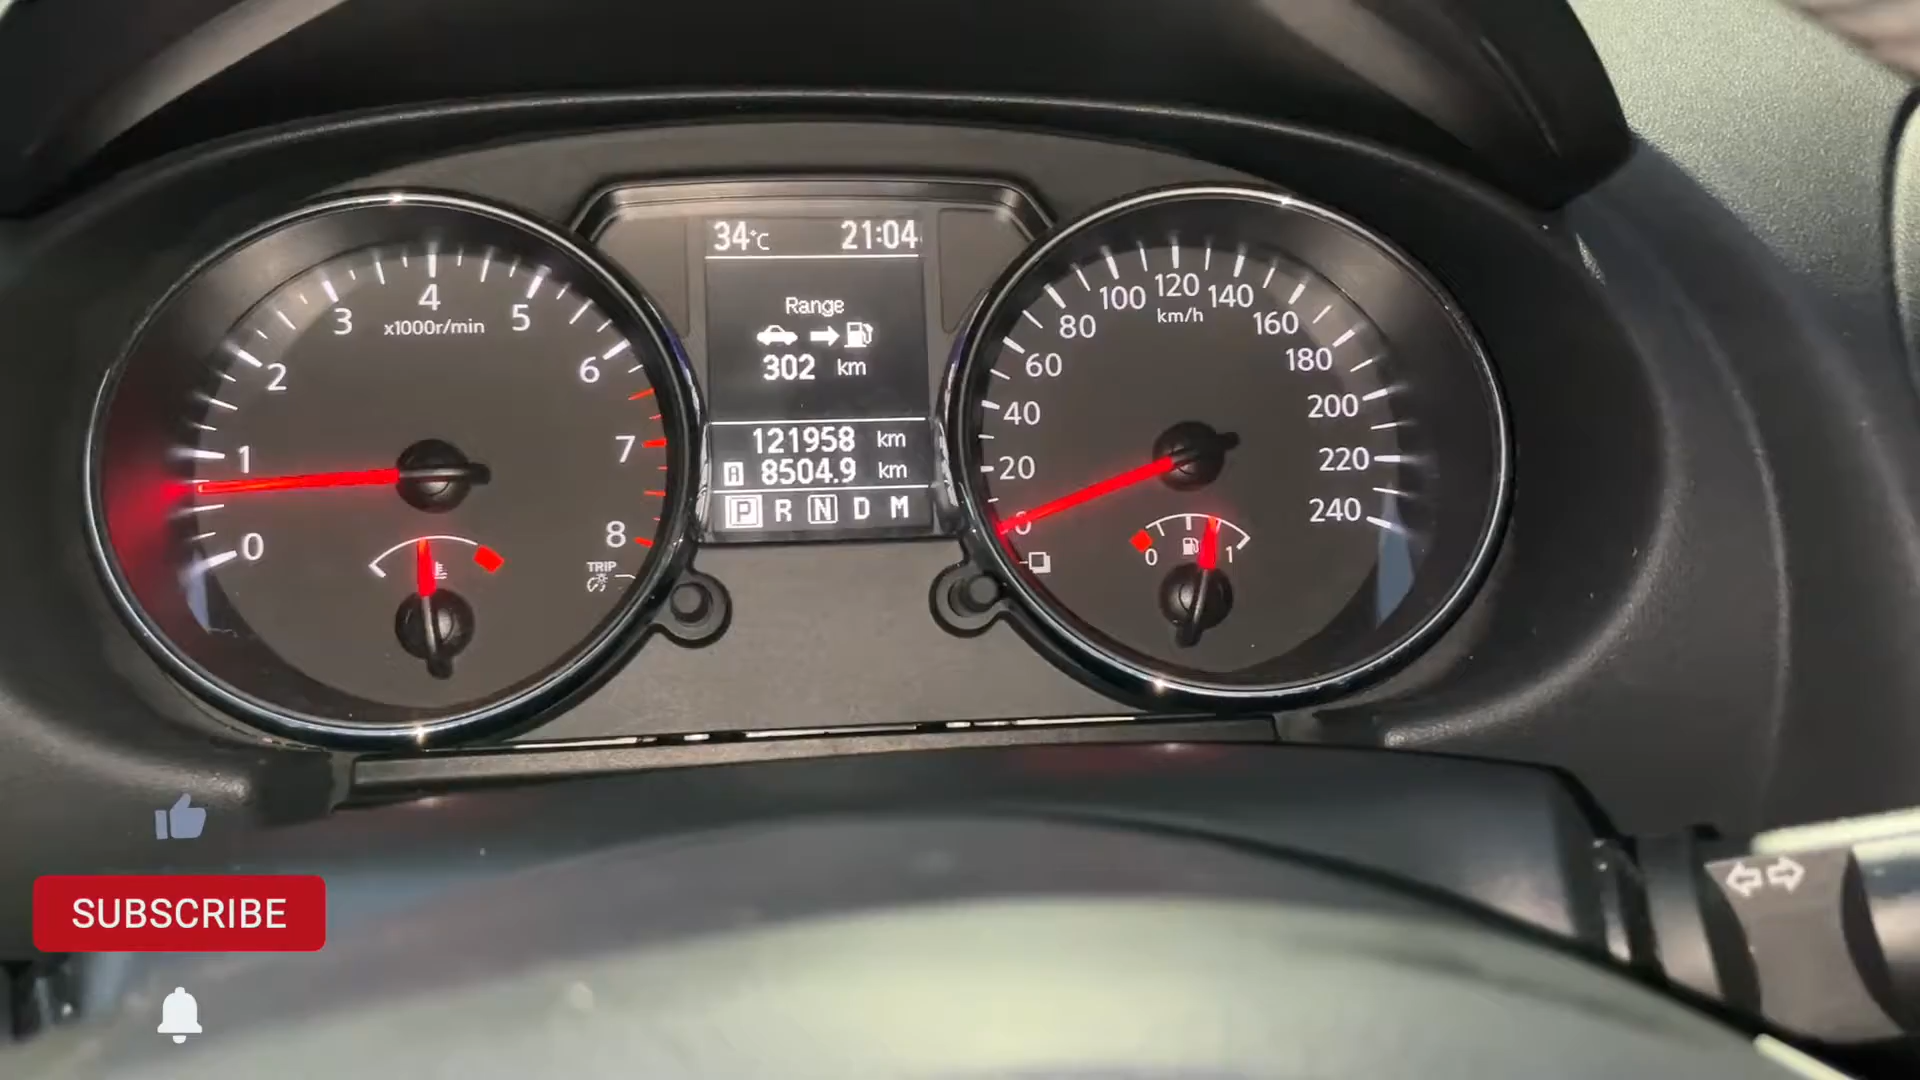 34°C 21:04
Range
302 km
121958 km
A 8504.9 km
P R N D M
0 1 2 3 4 5 6 7 8
x1000r/min
TRIP
0 20 40 60 80 100 120 140 160 180 200 220 240
km/h
0 1
SUBSCRIBE